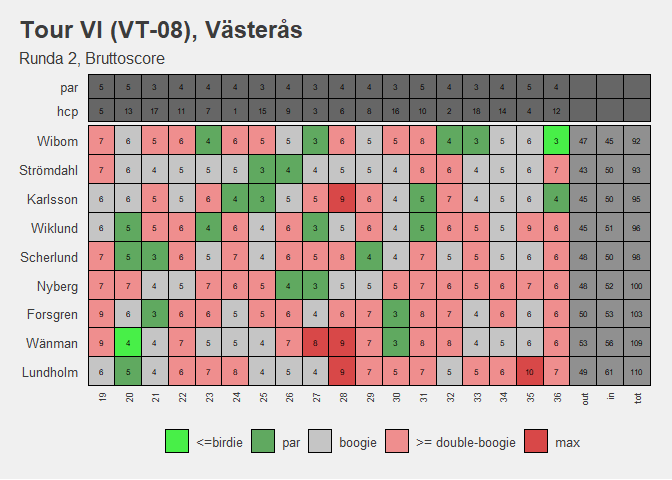 Tour VI (VT-08), Västerås
Runda 2, Bruttoscore
par 5 5 3 4 4 4 3 4 3 4 4 3 5 4 3 4 5 4
hcp 5 13 17 11 7 1 15 9 3 6 8 16 10 2 18 14 4 12
Wibom 7 6 5 6 4 6 5 5 3 6 5 5 8 4 3 5 6 3 47 45 92
Strömdahl 7 6 4 5 5 5 3 4 4 5 5 4 8 6 4 5 6 7 43 50 93
Karlsson 6 6 5 5 6 4 3 5 5 9 6 4 5 7 4 5 6 4 45 50 95
Wiklund 6 5 5 6 4 6 4 6 3 5 6 4 5 6 5 5 9 6 45 51 96
Scherlund 7 5 3 6 5 7 4 6 5 8 4 4 7 5 5 5 6 6 48 50 98
Nyberg 7 7 4 5 7 6 5 4 3 5 5 5 7 6 5 6 7 6 48 52 100
Forsgren 9 6 3 6 6 5 5 6 4 6 7 3 8 7 4 6 6 6 50 53 103
Wänman 9 4 4 7 5 5 4 7 8 9 7 3 8 8 4 5 6 6 53 56 109
Lundholm 6 5 4 6 7 8 4 5 4 9 7 5 7 5 5 6 10 7 49 61 110
19 20 21 22 23 24 25 26 27 28 29 30 31 32 33 34 35 36 out in tot
<=birdie par boogie >= double-boogie max